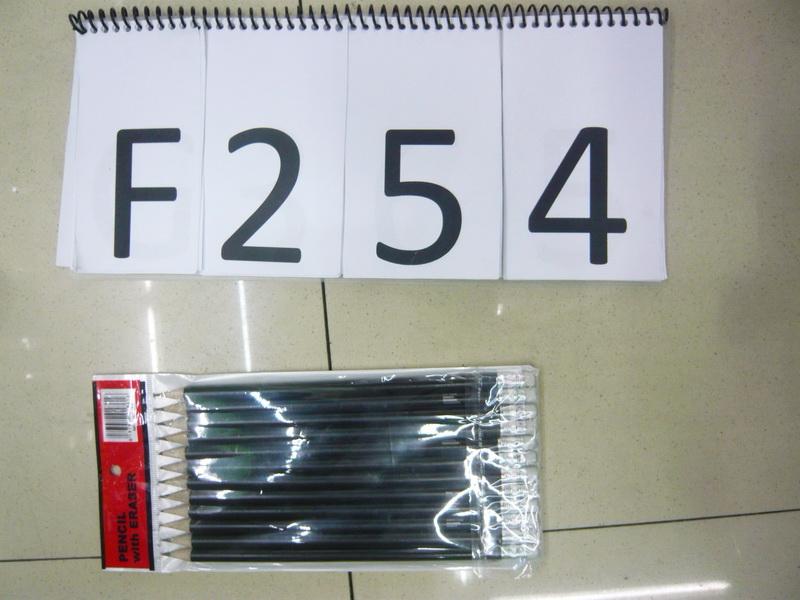 F254
PENCIL
with ERASER